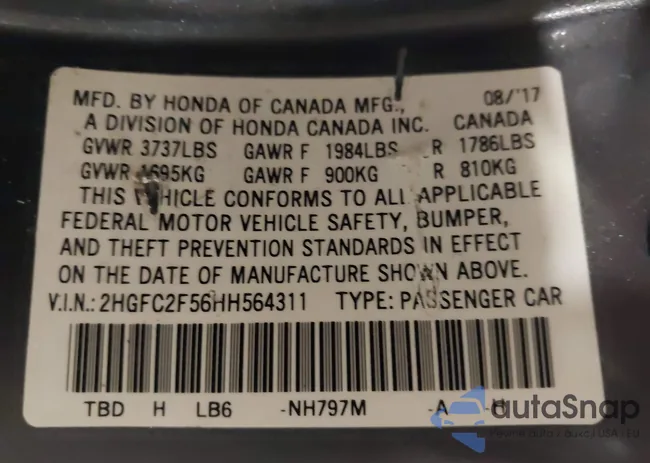 MFD. BY HONDA OF CANADA MFG., 08/'17
A DIVISION OF HONDA CANADA INC. CANADA
GVWR 3737LBS GAWR F 1984LBS R 1786LBS
GVWR 1695KG GAWR F 900KG R 810KG
THIS VEHICLE CONFORMS TO ALL APPLICABLE
FEDERAL MOTOR VEHICLE SAFETY, BUMPER,
AND THEFT PREVENTION STANDARDS IN EFFECT
ON THE DATE OF MANUFACTURE SHOWN ABOVE.
V.I.N.: 2HGFC2F56HH564311 TYPE: PASSENGER CAR
TBD H LB6 -NH797M -A -H
autaSnap